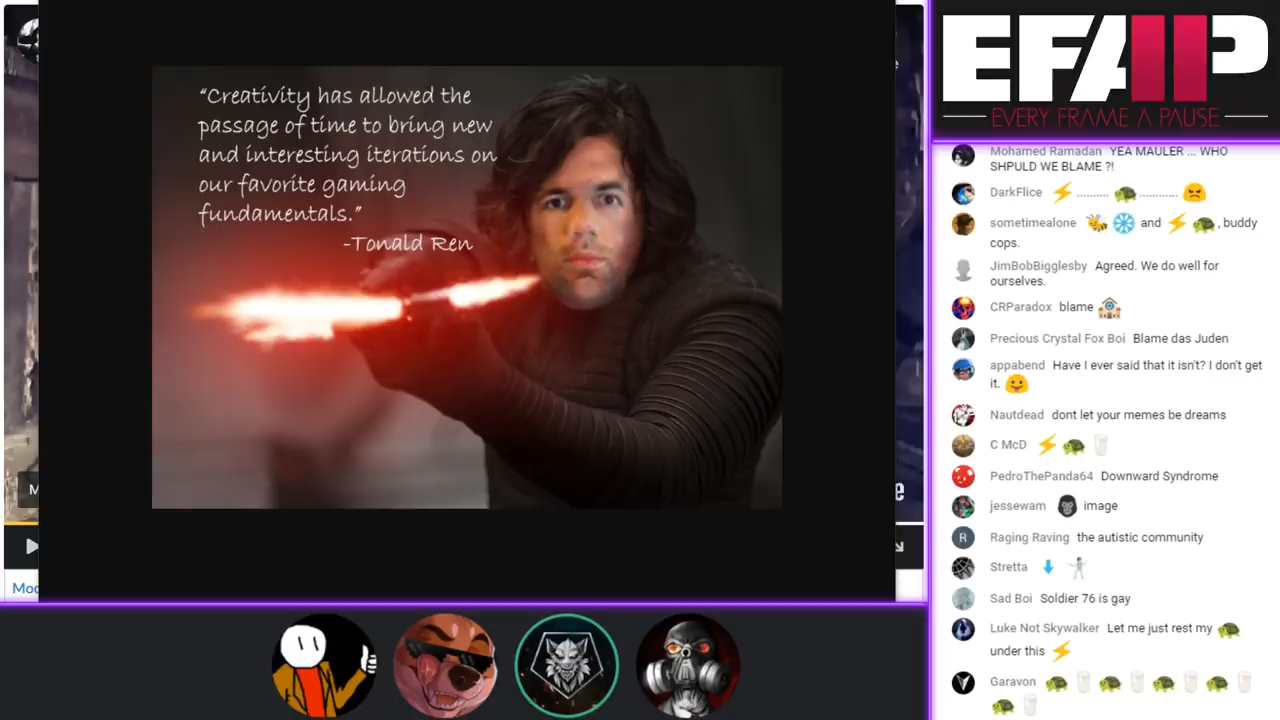 “Creativity has allowed the
passage of time to bring new
and interesting iterations on
our favorite gaming
fundamentals.”
-Tonald Ren
Moc
EFAP
EVERY FRAME A PAUSE
Mohamed Ramadan YEA MAULER ... WHO
SHPULD WE BLAME ?!
DarkFlice ⚡ .......... 🐢 ............ 😠
sometimealone 🐝 ❄️ and ⚡ 🐢, buddy
cops.
JimBobBigglesby Agreed. We do well for
ourselves.
CRParadox blame 🕍
Precious Crystal Fox Boi Blame das Juden
appabend Have I ever said that it isn't? I don't get
it. 😛
Nautdead dont let your memes be dreams
C McD ⚡ 🐢 🥛
PedroThePanda64 Downward Syndrome
jessewam 🦍 image
R
Raging Raving the autistic community
Stretta
Sad Boi Soldier 76 is gay
Luke Not Skywalker Let me just rest my 🐢
under this ⚡
Garavon 🐢 🥛 🐢 🥛 🐢 🥛 🐢 🥛
🐢 🥛